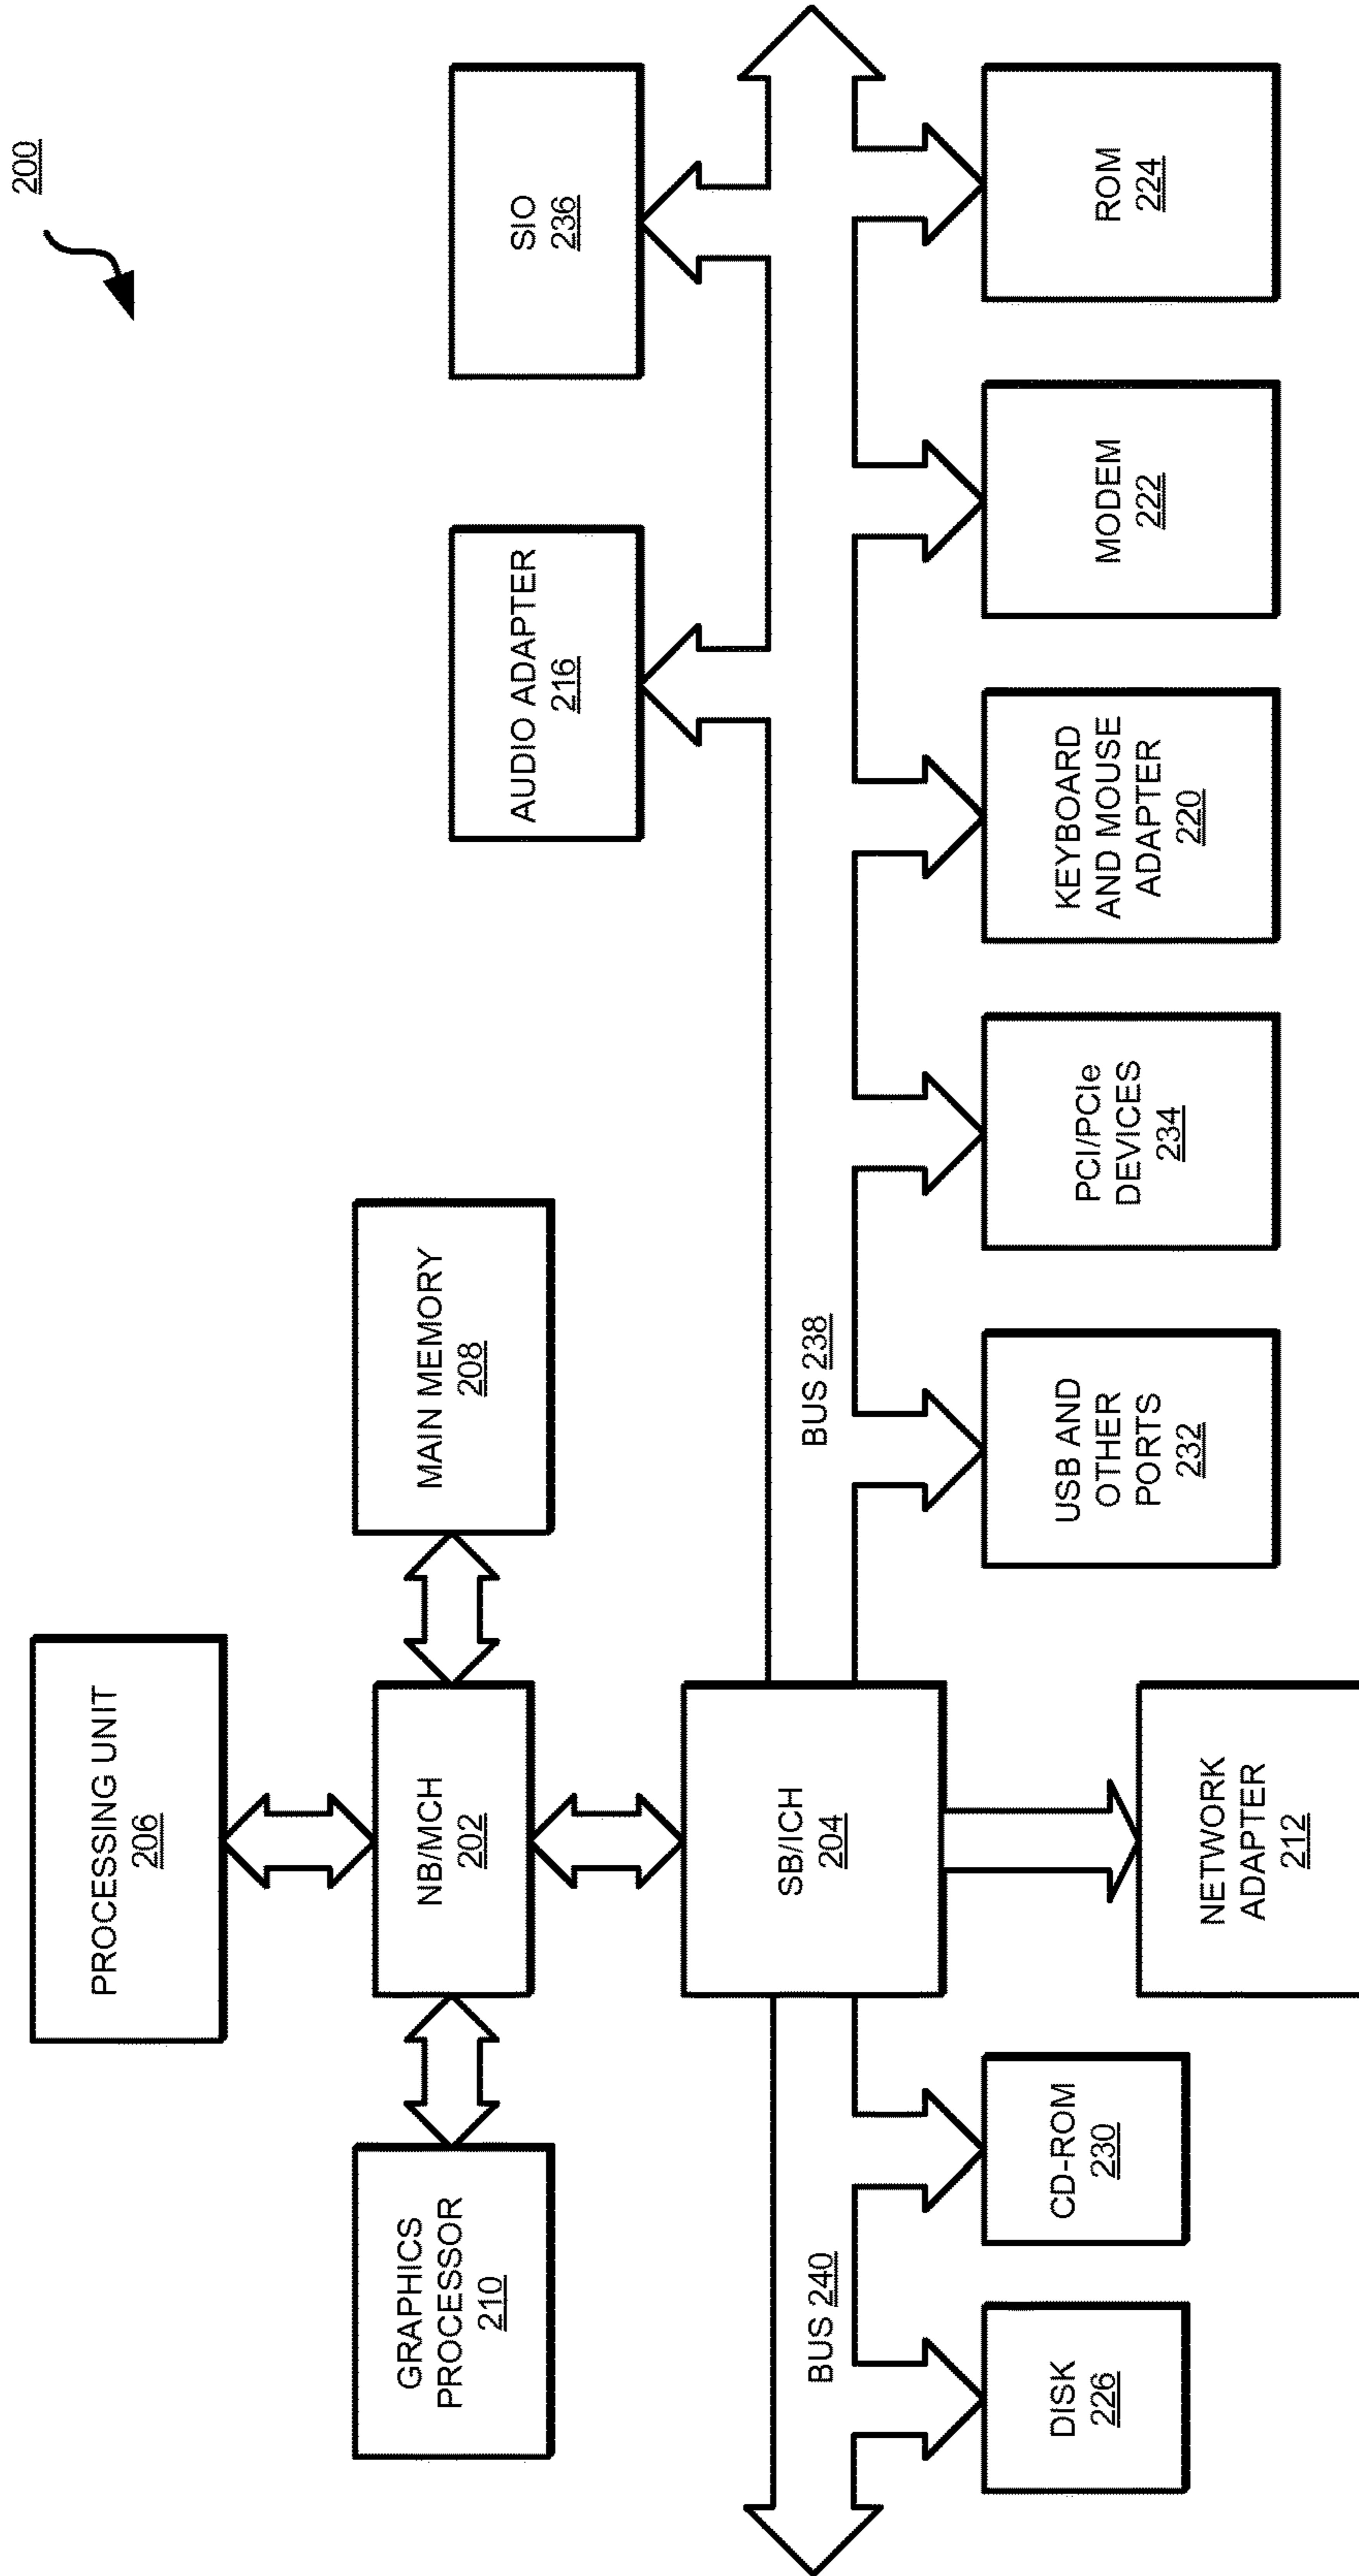 200
PROCESSING UNIT
206
GRAPHICS
PROCESSOR
210
NB/MCH
202
MAIN MEMORY
208
AUDIO ADAPTER
216
SIO
236
SB/ICH
204
BUS 240
BUS 238
DISK
226
CD-ROM
230
USB AND
OTHER
PORTS
232
PCI/PCIe
DEVICES
234
KEYBOARD
AND MOUSE
ADAPTER
220
MODEM
222
ROM
224
NETWORK
ADAPTER
212